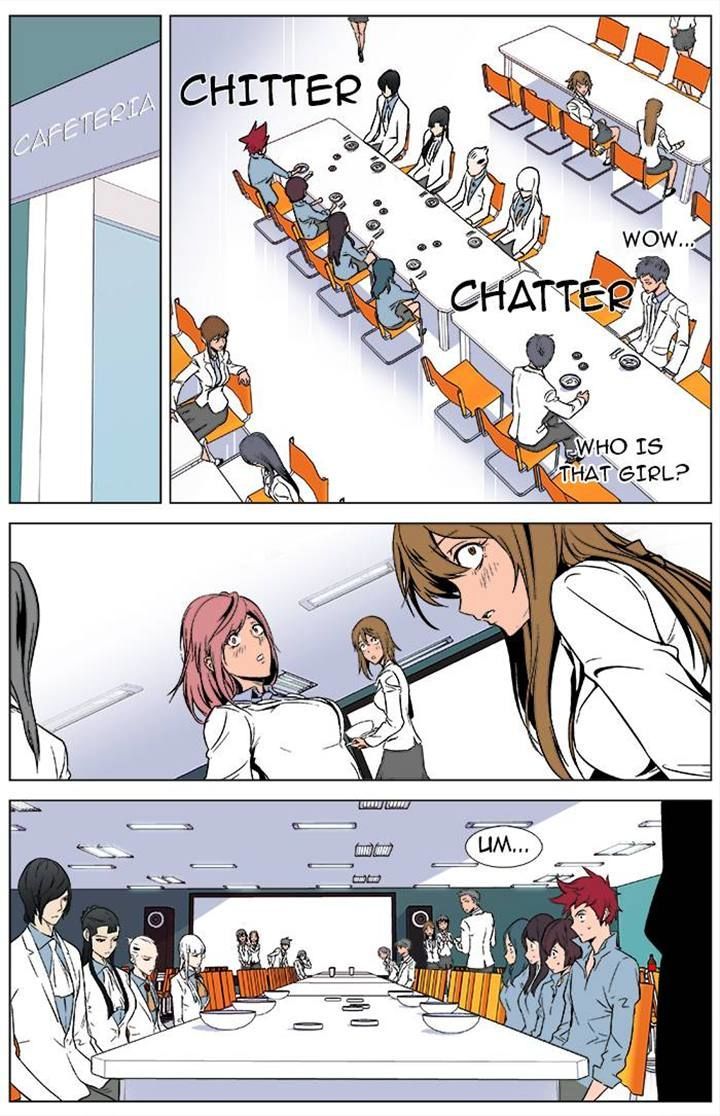 CAFETERIA
CHITTER
WOW...
CHATTER
WHO IS
THAT GIRL?
UM...